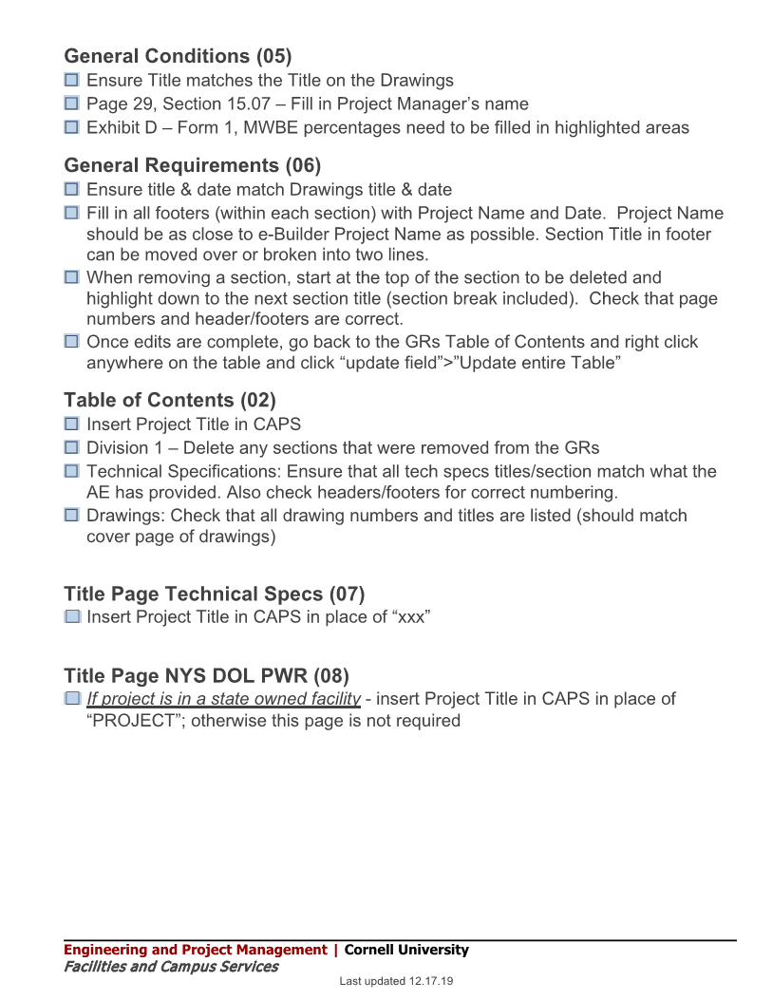 General Conditions (05)
Ensure Title matches the Title on the Drawings
Page 29, Section 15.07 – Fill in Project Manager’s name
Exhibit D – Form 1, MWBE percentages need to be filled in highlighted areas
General Requirements (06)
Ensure title & date match Drawings title & date
Fill in all footers (within each section) with Project Name and Date.  Project Name
should be as close to e-Builder Project Name as possible. Section Title in footer
can be moved over or broken into two lines.
When removing a section, start at the top of the section to be deleted and
highlight down to the next section title (section break included).  Check that page
numbers and header/footers are correct.
Once edits are complete, go back to the GRs Table of Contents and right click
anywhere on the table and click “update field”>”Update entire Table”
Table of Contents (02)
Insert Project Title in CAPS
Division 1 – Delete any sections that were removed from the GRs
Technical Specifications: Ensure that all tech specs titles/section match what the
AE has provided. Also check headers/footers for correct numbering.
Drawings: Check that all drawing numbers and titles are listed (should match
cover page of drawings)
Title Page Technical Specs (07)
Insert Project Title in CAPS in place of “xxx”
Title Page NYS DOL PWR (08)
If project is in a state owned facility - insert Project Title in CAPS in place of
“PROJECT”; otherwise this page is not required
Engineering and Project Management | Cornell University
Facilities and Campus Services
Last updated 12.17.19